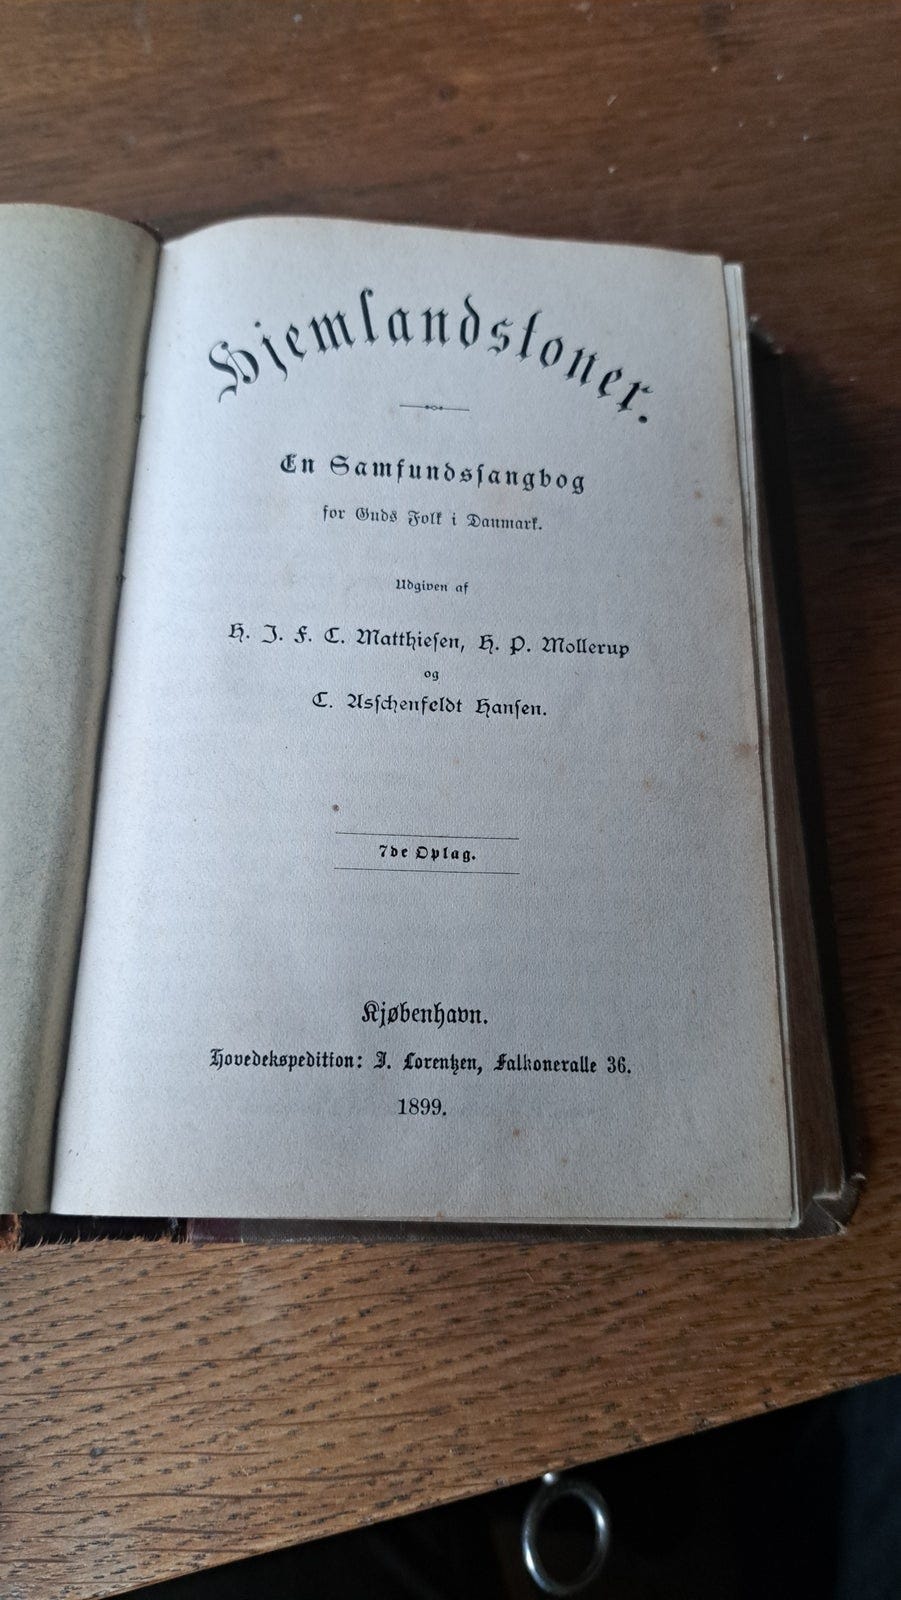 Hjemlandstoner.
En Samfundssangbog
for Guds Folk i Danmark.
Udgiven af
H. J. F. C. Matthiesen, H. P. Mollerup
og
C. Asschenfeldt Hansen.
7de Oplag.
Kjøbenhavn.
Hovedekspedition: J. Lorentzen, Falkoneralle 36.
1899.